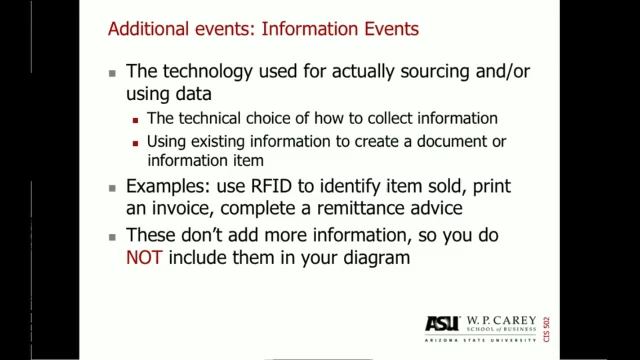 Additional events: Information Events
The technology used for actually sourcing and/or
using data
The technical choice of how to collect information
Using existing information to create a document or
information item
Examples: use RFID to identify item sold, print
an invoice, complete a remittance advice
These don't add more information, so you do
NOT include them in your diagram
ASU W. P. CAREY
SCHOOL of BUSINESS
ARIZONA STATE UNIVERSITY
CIS 502